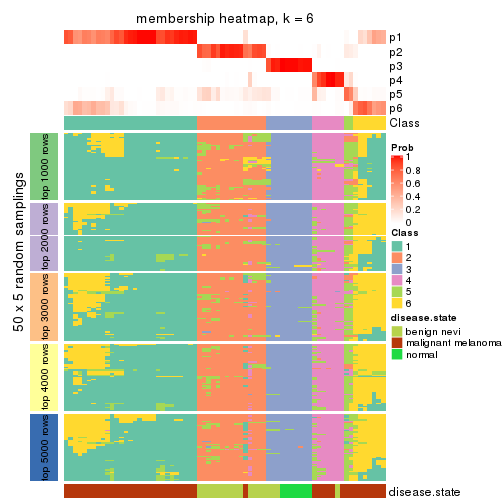 membership heatmap, k = 6
p1
p2
p3
p4
p5
p6
Class
50 x 5 random samplings
top 1000 rows
top 2000 rows
top 3000 rows
top 4000 rows
top 5000 rows
disease.state
Prob
1
0.8
0.6
0.4
0.2
0
Class
1
2
3
4
5
6
disease.state
benign nevi
malignant melanoma
normal